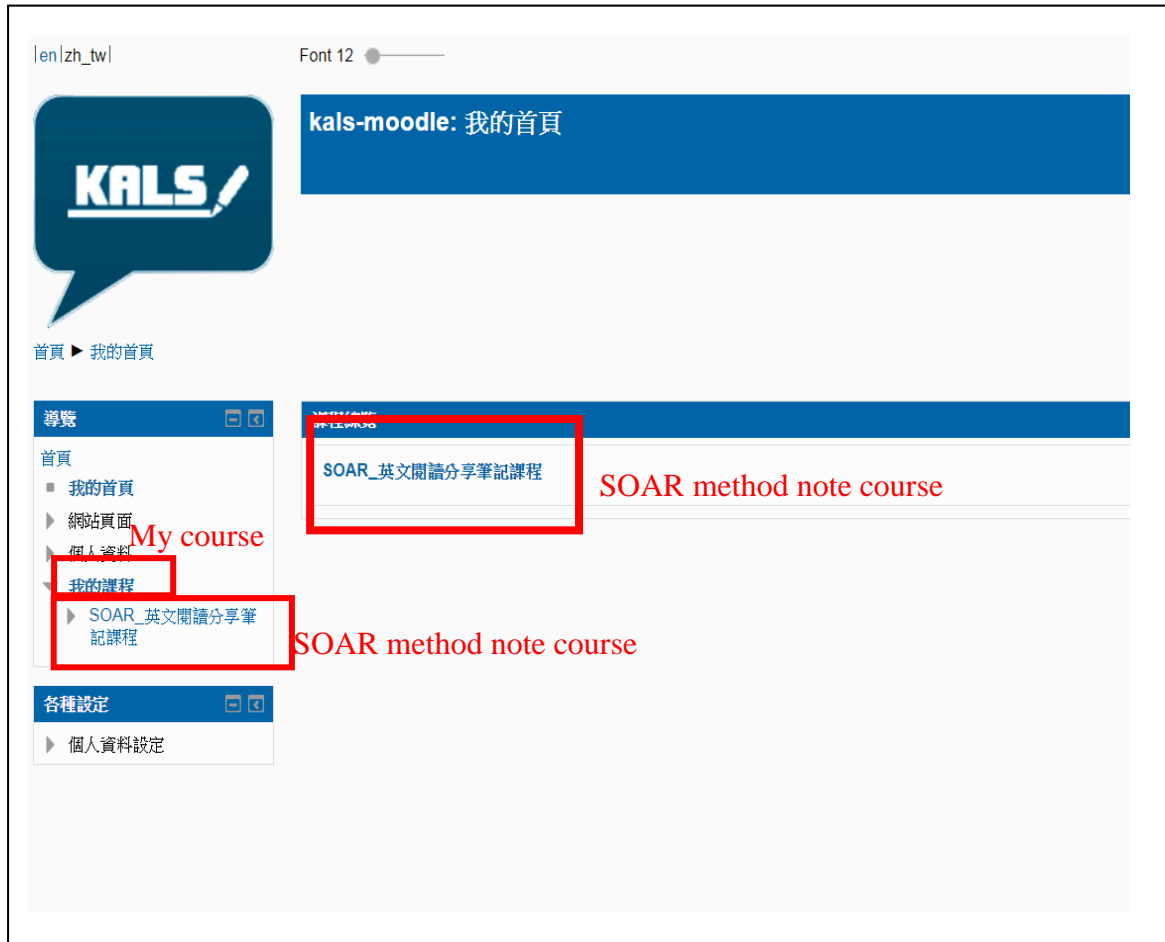 |en|zh_tw|
Font 12
KALS
kals-moodle: 我的首頁
首頁 ► 我的首頁
導覽
首頁
我的首頁
網站頁面
My course
個人資料
我的課程
SOAR_英文閱讀分享筆
記課程
SOAR method note course
課程總覽
SOAR_英文閱讀分享筆記課程
SOAR method note course
各種設定
個人資料設定